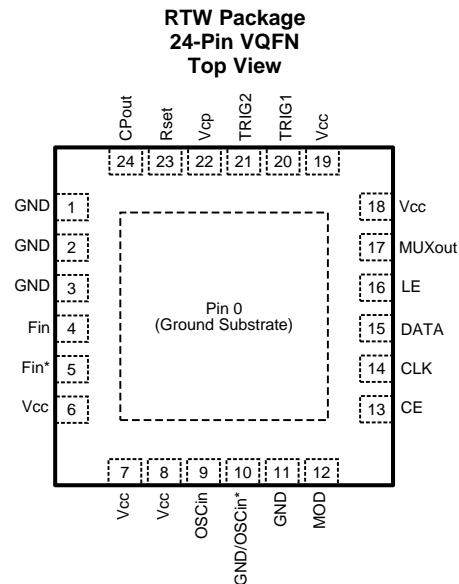 RTW Package
24-Pin VQFN
Top View
CPout
Rset
Vcp
TRIG2
TRIG1
Vcc
24 23 22 21 20 19
GND 1
GND 2
GND 3
Fin 4
Fin* 5
Vcc 6
Pin 0
(Ground Substrate)
18 Vcc
17 MUXout
16 LE
15 DATA
14 CLK
13 CE
7 8 9 10 11 12
Vcc
Vcc
OSCin
GND/OSCin*
GND
MOD